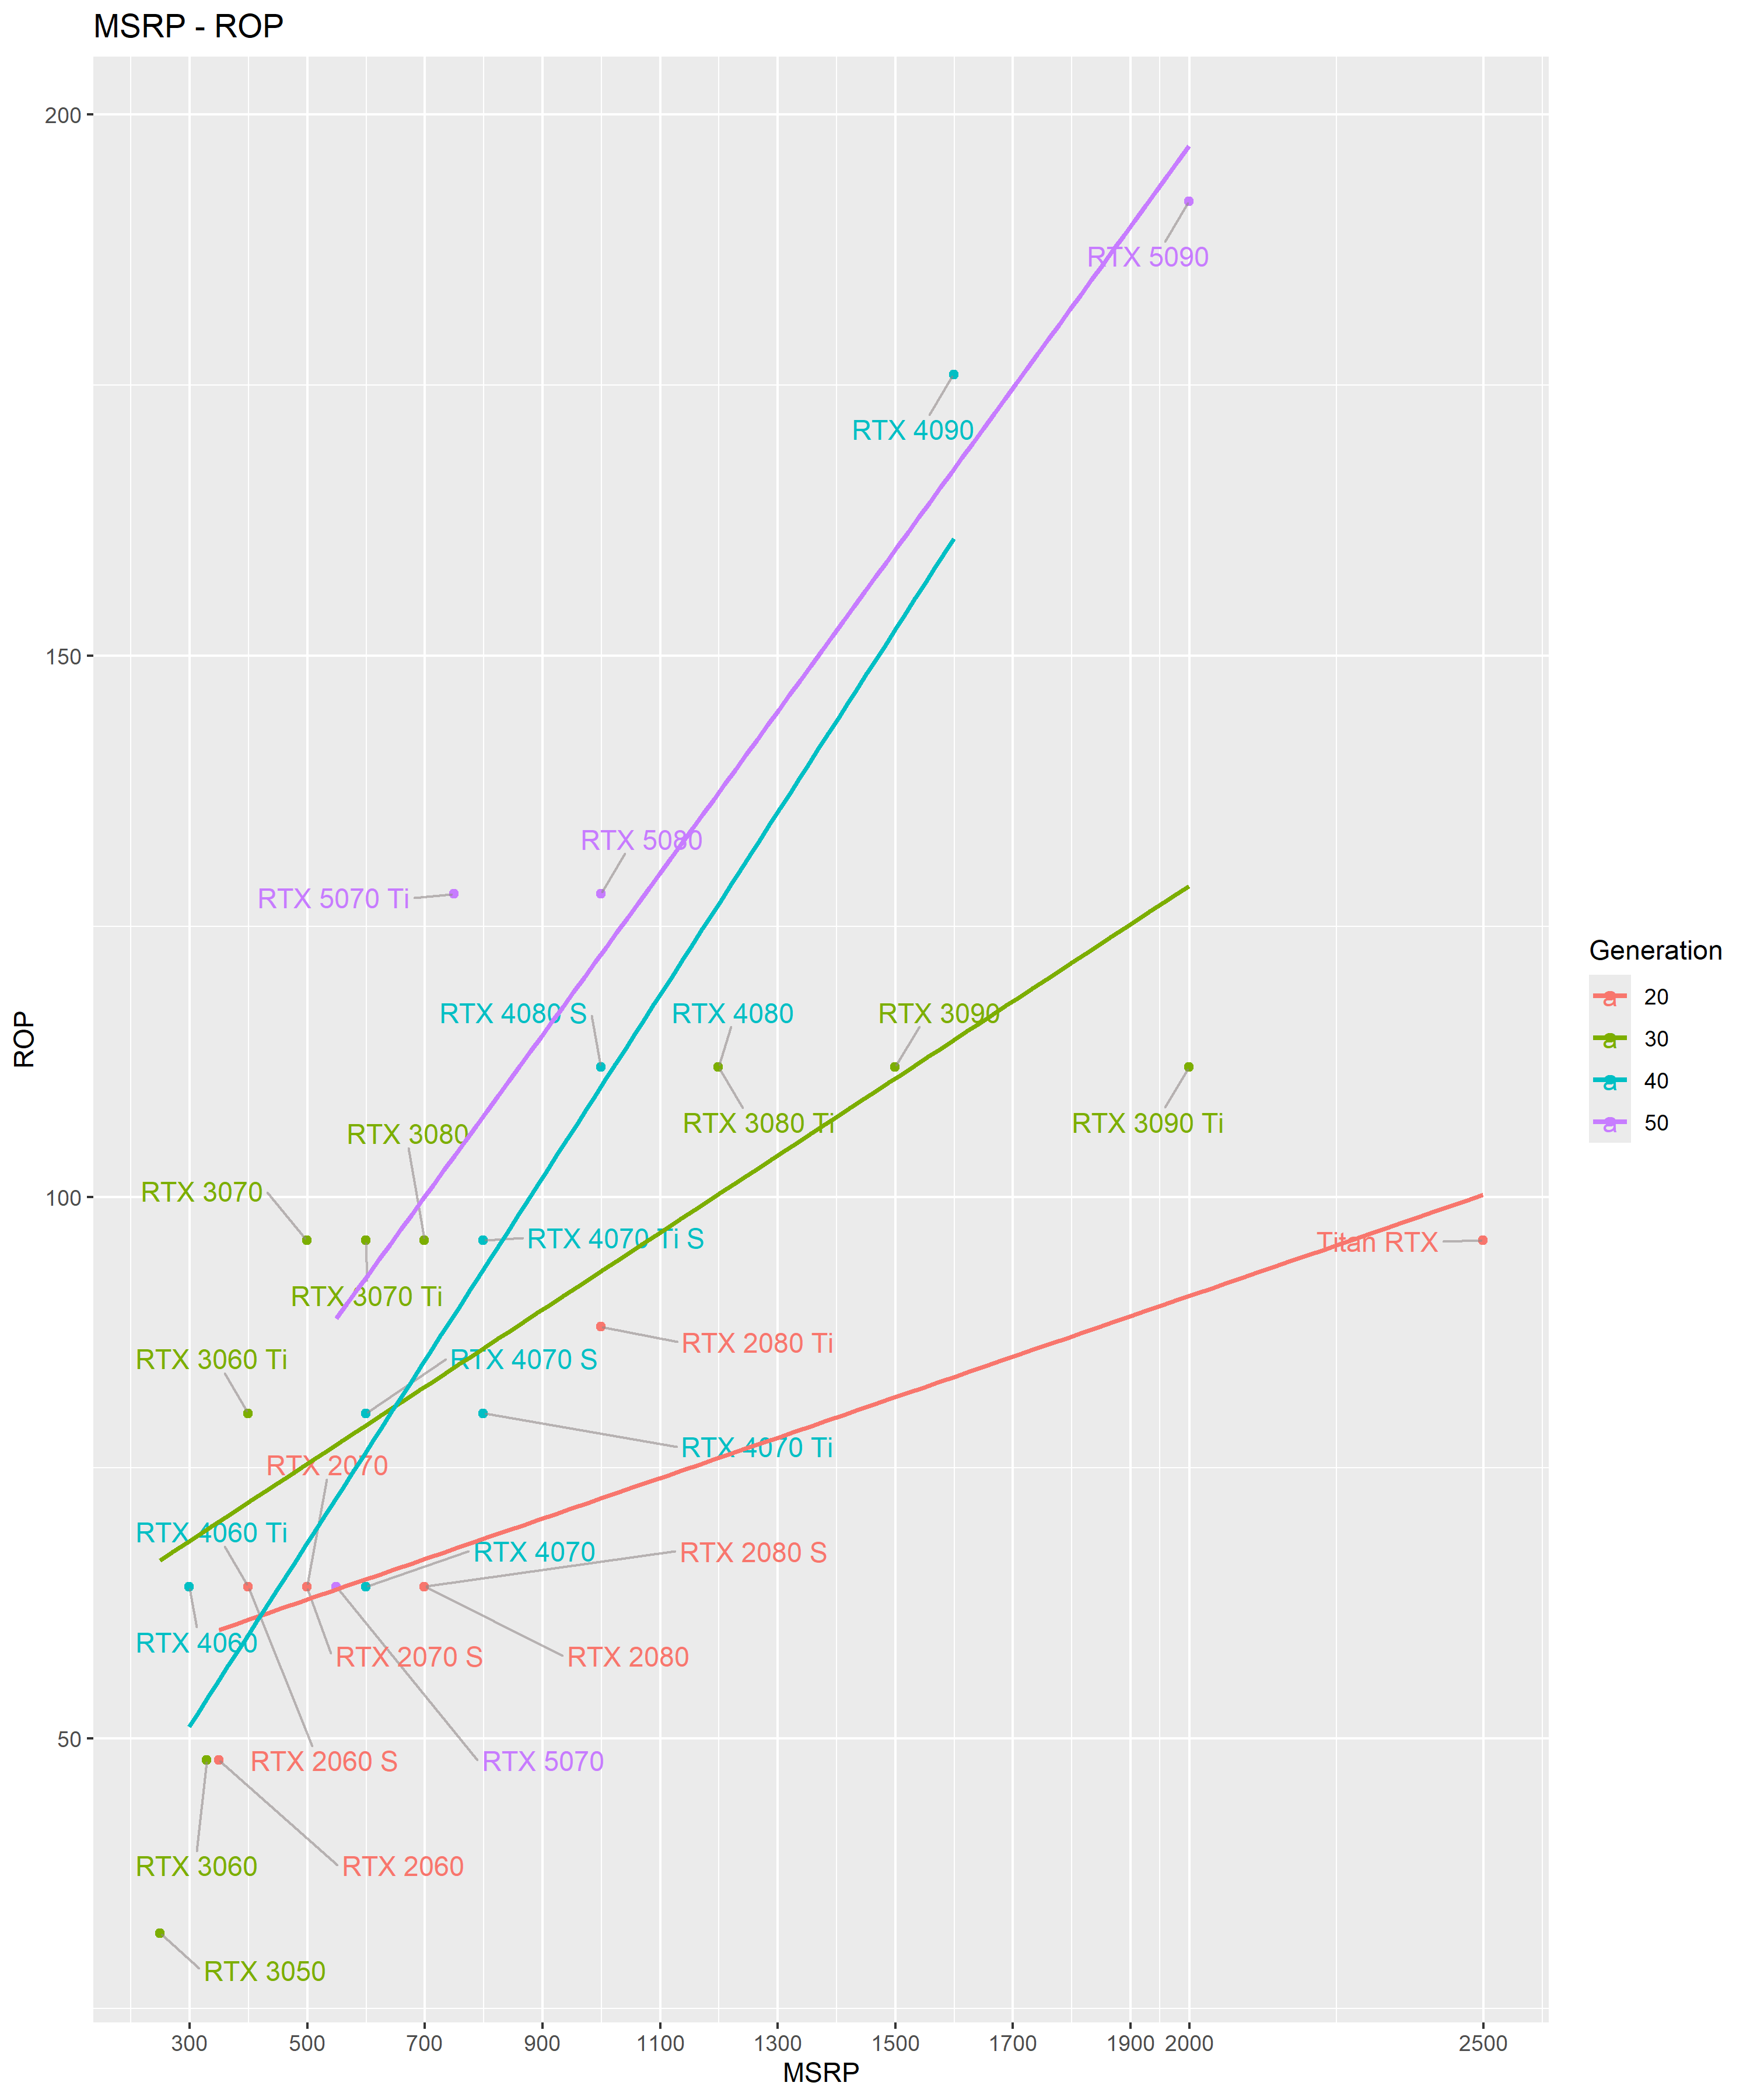 MSRP - ROP
200
RTX 5090
RTX 4090
150
RTX 5080
RTX 5070 Ti
RTX 4080 S
RTX 4080
RTX 3090
RTX 3080 Ti
RTX 3090 Ti
RTX 3080
RTX 3070
100
RTX 4070 Ti S
Titan RTX
RTX 3070 Ti
RTX 2080 Ti
RTX 3060 Ti
RTX 4070 S
RTX 4070 Ti
RTX 2070
RTX 4060 Ti
RTX 4070
RTX 2080 S
RTX 4060
RTX 2070 S
RTX 2080
50
RTX 2060 S
RTX 5070
RTX 3060
RTX 2060
RTX 3050
ROP
300 500 700 900 1100 1300 1500 1700 1900 2000 2500
MSRP
Generation
a 20
a 30
a 40
a 50